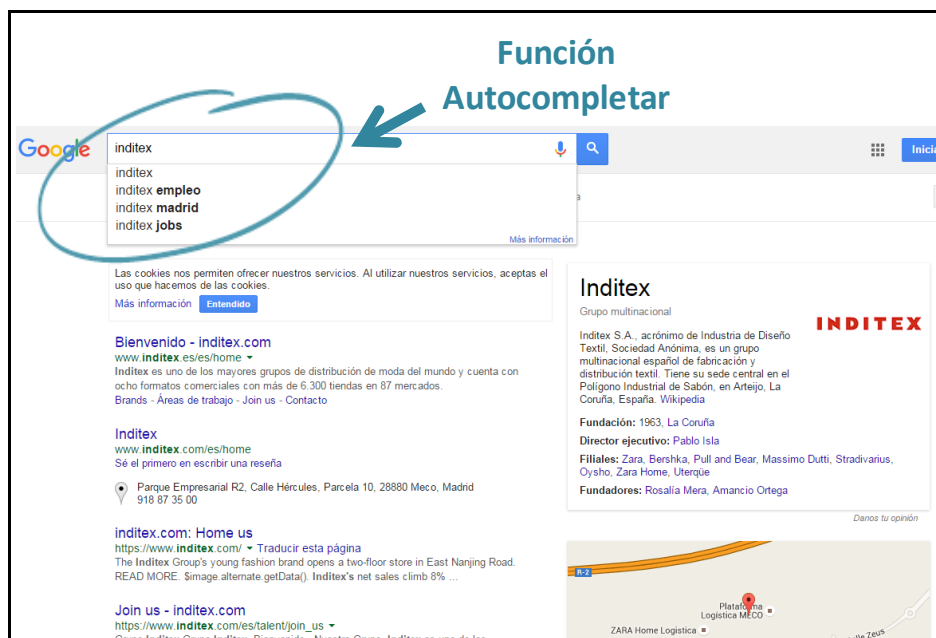 Función
Autocompletar
Google
inditex
Inicia
inditex
inditex empleo
inditex madrid
inditex jobs
Más información
Las cookies nos permiten ofrecer nuestros servicios. Al utilizar nuestros servicios, aceptas el
uso que hacemos de las cookies.
Más información Entendido
Bienvenido - inditex.com
www.inditex.es/es/home
Inditex es uno de los mayores grupos de distribución de moda del mundo y cuenta con
ocho formatos comerciales con más de 6.300 tiendas en 87 mercados.
Brands - Áreas de trabajo - Join us - Contacto
Inditex
www.inditex.com/es/home
Sé el primero en escribir una reseña
Parque Empresarial R2, Calle Hércules, Parcela 10, 28880 Meco, Madrid
918 87 35 00
inditex.com: Home us
https://www.inditex.com/ Traducir esta página
The Inditex Group's young fashion brand opens a two-floor store in East Nanjing Road.
READ MORE. $image.alternate.getData(). Inditex's net sales climb 8% ...
Join us - inditex.com
https://www.inditex.com/es/talent/join_us
Inditex
Grupo multinacional
INDITEX
Inditex S.A., acrónimo de Industria de Diseño
Textil, Sociedad Anónima, es un grupo
multinacional español de fabricación y
distribución textil. Tiene su sede central en el
Polígono Industrial de Sabón, en Arteijo, La
Coruña, España. Wikipedia
Fundación: 1963, La Coruña
Director ejecutivo: Pablo Isla
Filiales: Zara, Bershka, Pull and Bear, Massimo Dutti, Stradivarius,
Oysho, Zara Home, Uterqüe
Fundadores: Rosalía Mera, Amancio Ortega
Danos tu opinión
R-2
Plataforma
Logística MECO
ZARA Home Logistica
Calle Zeus